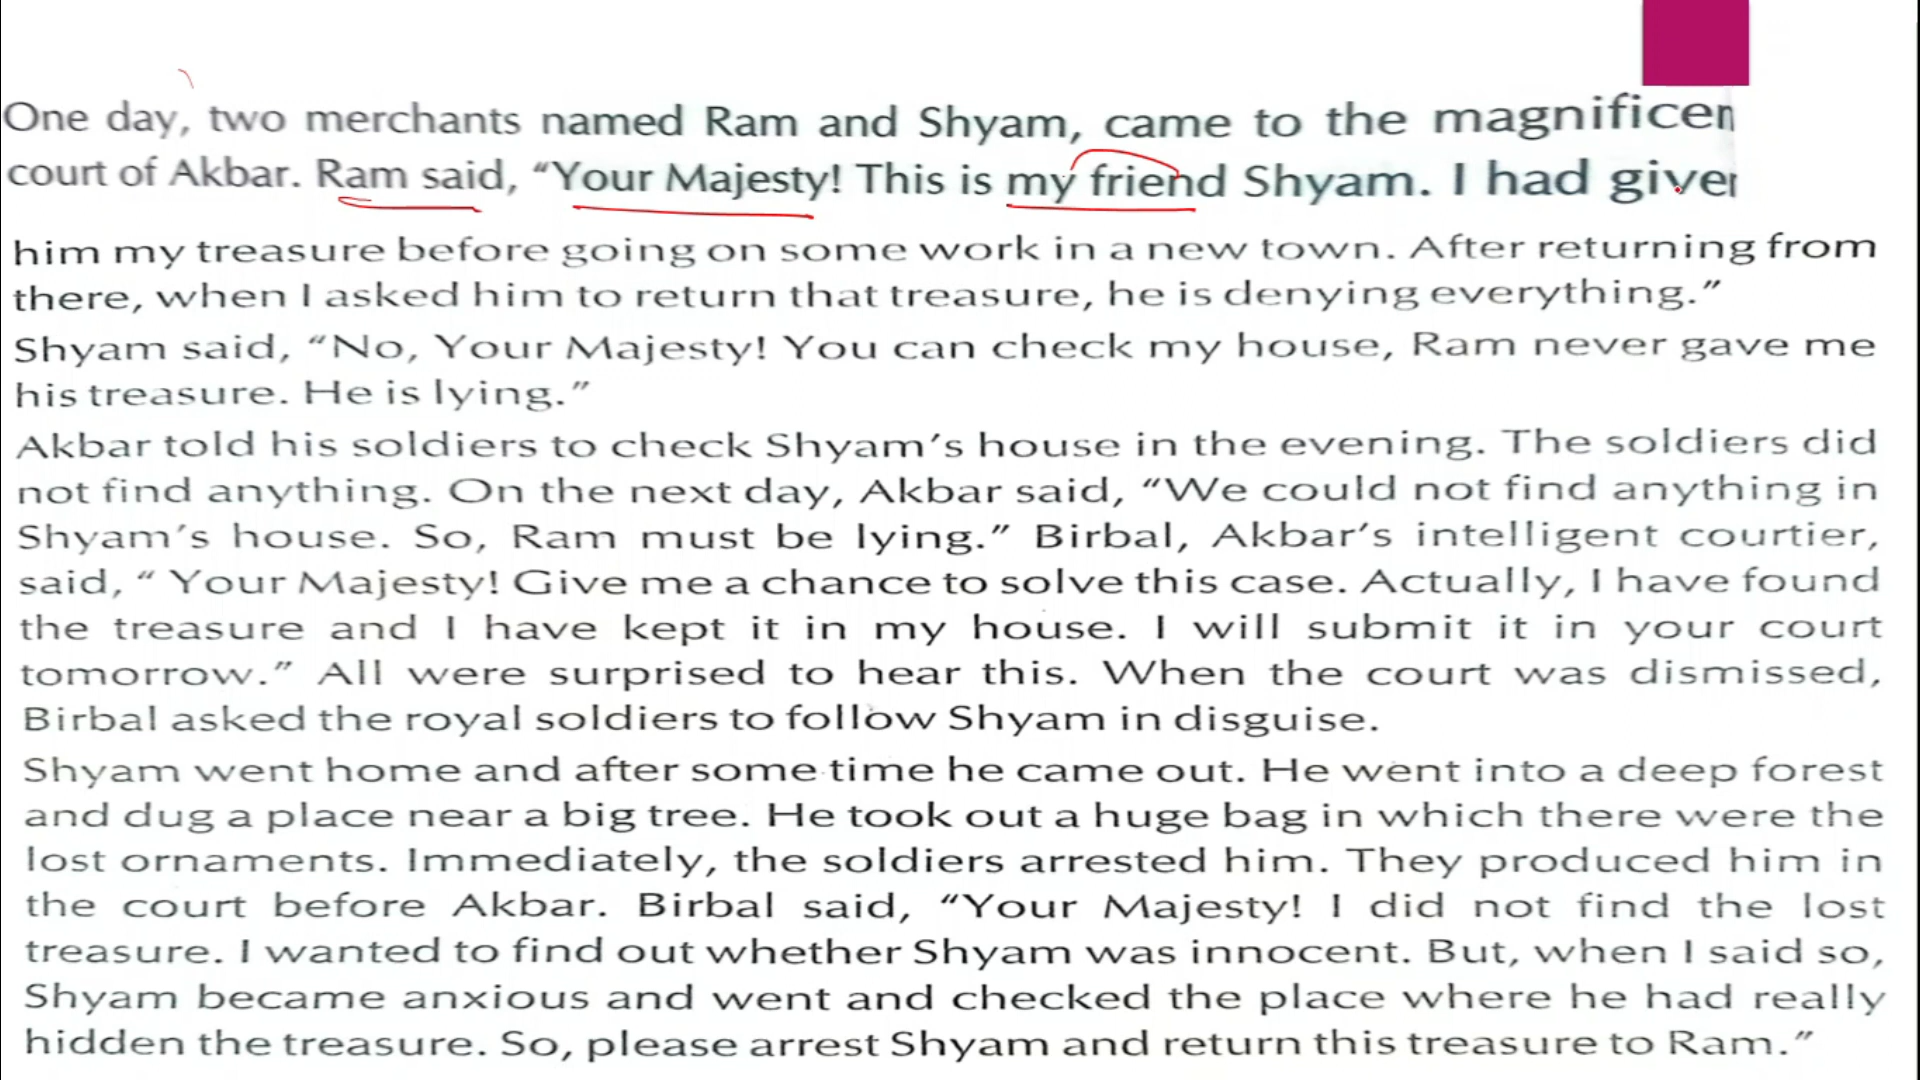 One day, two merchants named Ram and Shyam, came to the magnificen
court of Akbar. Ram said, “Your Majesty! This is my friend Shyam. I had give
him my treasure before going on some work in a new town. After returning from
there, when I asked him to return that treasure, he is denying everything.”
Shyam said, “No, Your Majesty! You can check my house, Ram never gave me
his treasure. He is lying.”
Akbar told his soldiers to check Shyam’s house in the evening. The soldiers did
not find anything. On the next day, Akbar said, “We could not find anything in
Shyam’s house. So, Ram must be lying.” Birbal, Akbar’s intelligent courtier,
said, “ Your Majesty! Give me a chance to solve this case. Actually, I have found
the treasure and I have kept it in my house. I will submit it in your court
tomorrow.” All were surprised to hear this. When the court was dismissed,
Birbal asked the royal soldiers to follow Shyam in disguise.
Shyam went home and after some time he came out. He went into a deep forest
and dug a place near a big tree. He took out a huge bag in which there were the
lost ornaments. Immediately, the soldiers arrested him. They produced him in
the court before Akbar. Birbal said, “Your Majesty! I did not find the lost
treasure. I wanted to find out whether Shyam was innocent. But, when I said so,
Shyam became anxious and went and checked the place where he had really
hidden the treasure. So, please arrest Shyam and return this treasure to Ram.”